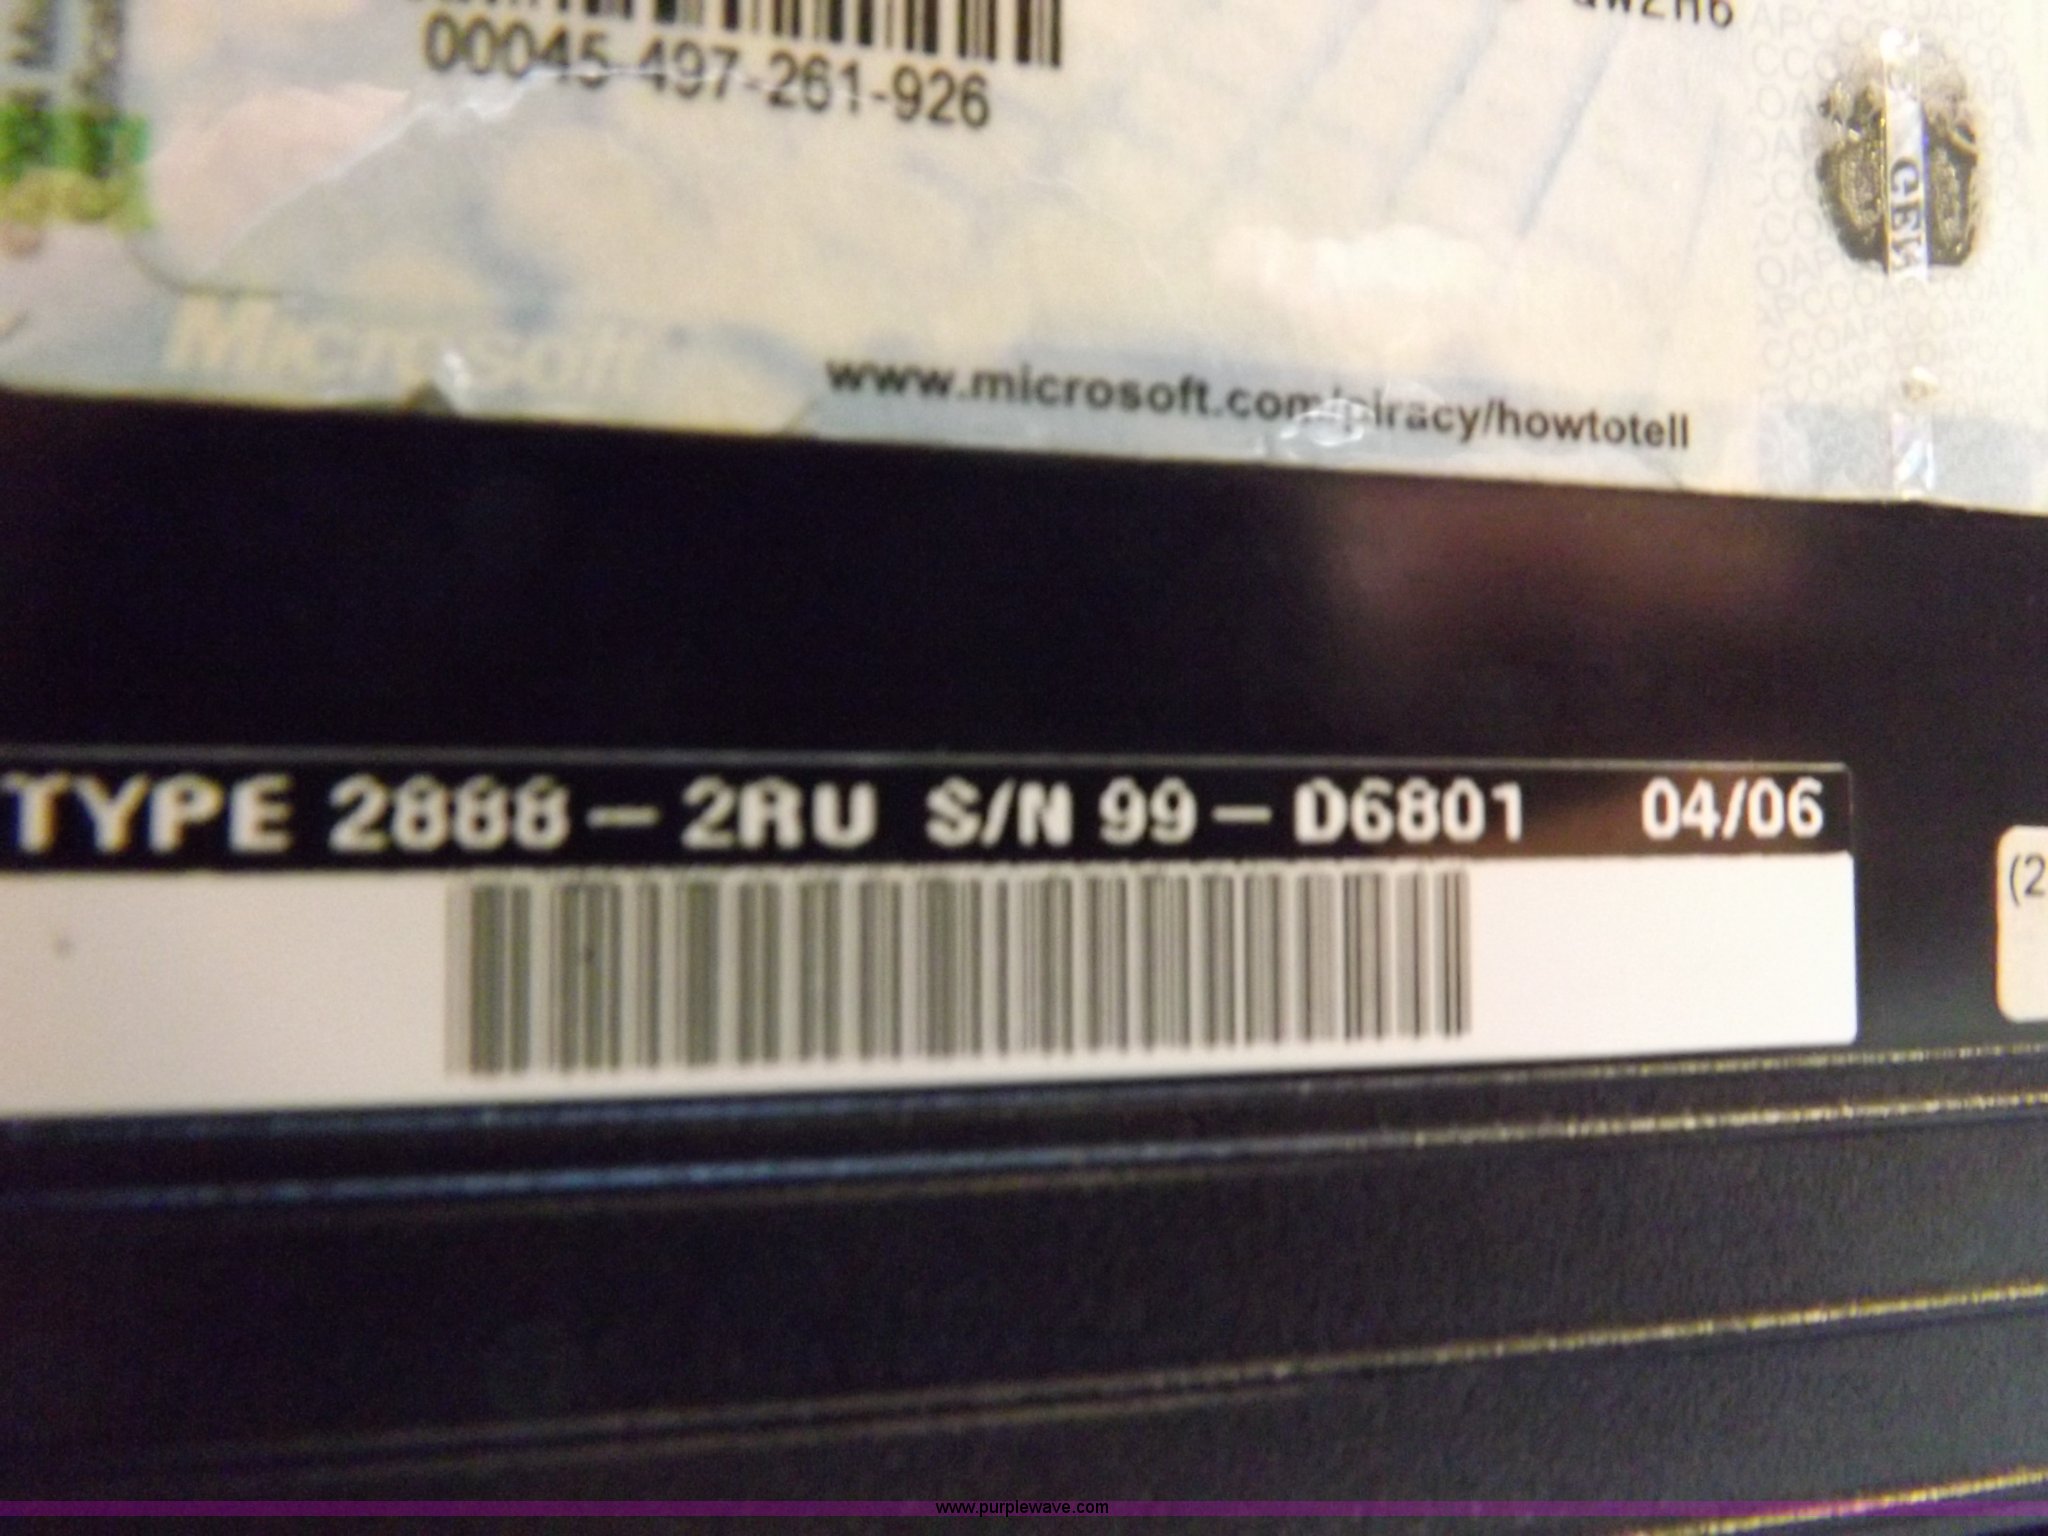 00045-497-261-926
Microsoft
www.microsoft.com/piracy/howtotell
TYPE 2888-2RU S/N 99-D6801 04/06
(2
www.purplewave.com